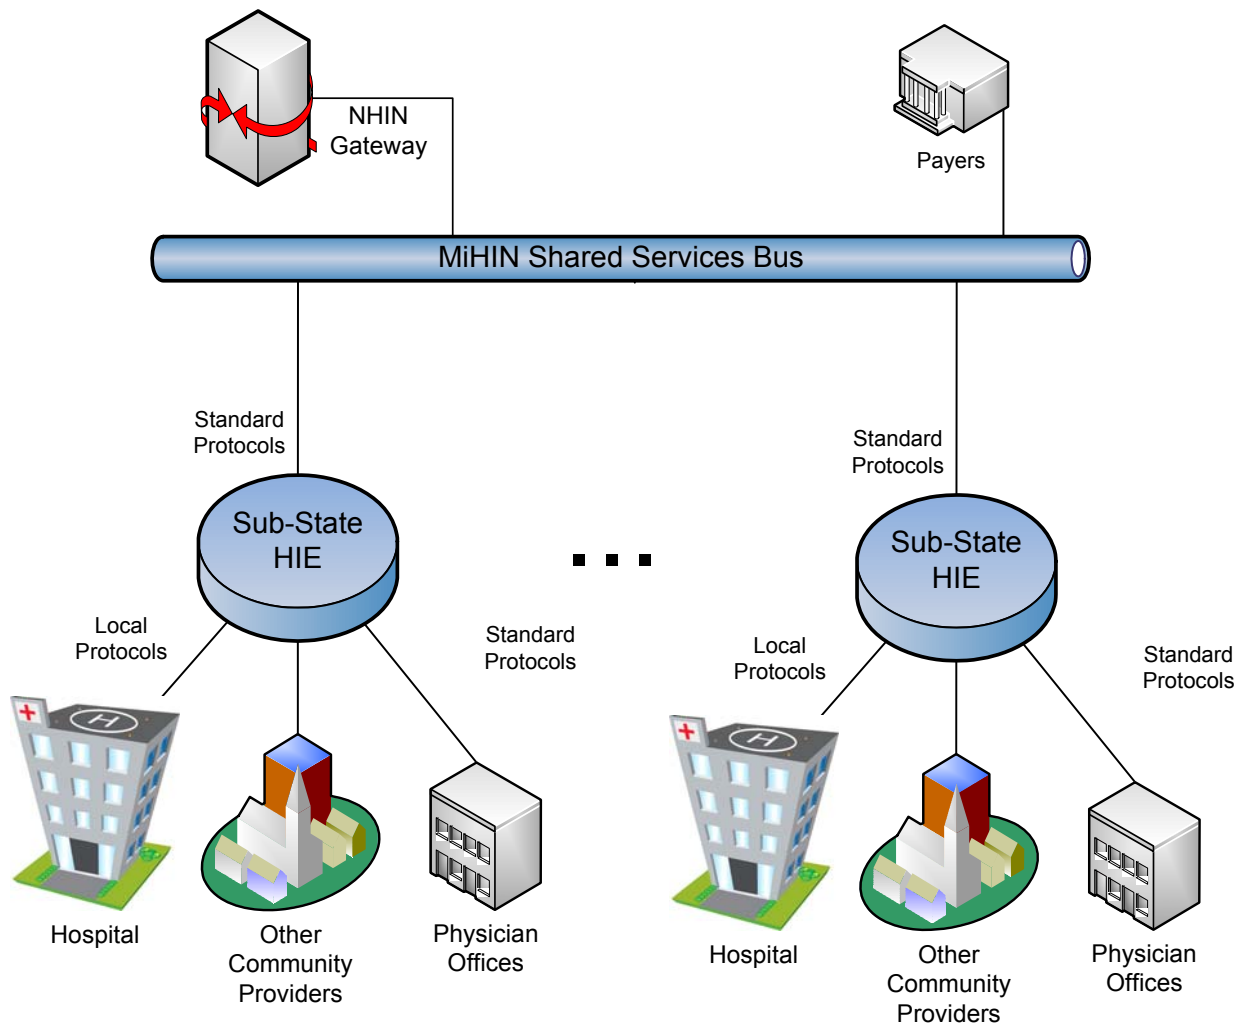 NHIN
Gateway
Payers
MiHIN Shared Services Bus
Standard
Protocols
Standard
Protocols
Sub-State
HIE
Sub-State
HIE
Local
Protocols
Standard
Protocols
Local
Protocols
Standard
Protocols
H
H
Hospital
Other
Community
Providers
Physician
Offices
Hospital
Other
Community
Providers
Physician
Offices